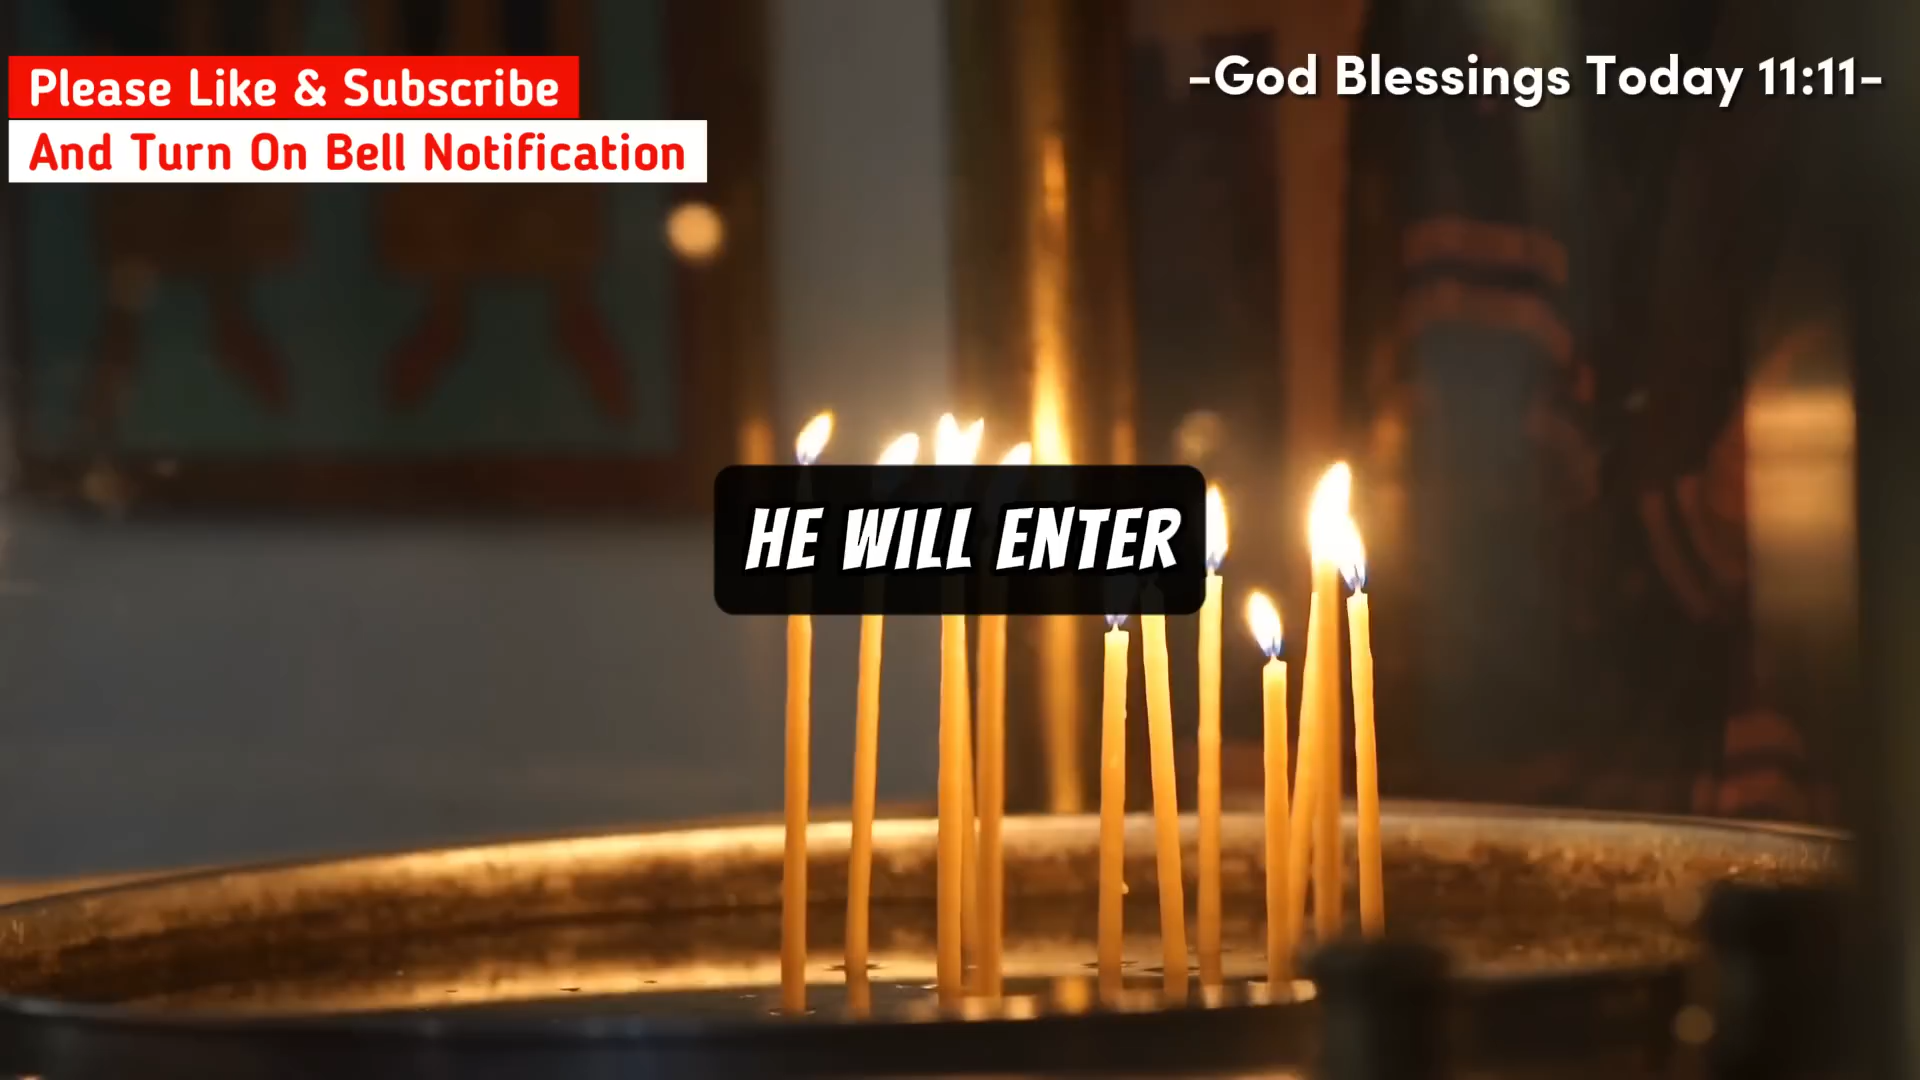 Please Like & Subscribe
And Turn On Bell Notification
-God Blessings Today 11:11-
HE WILL ENTER